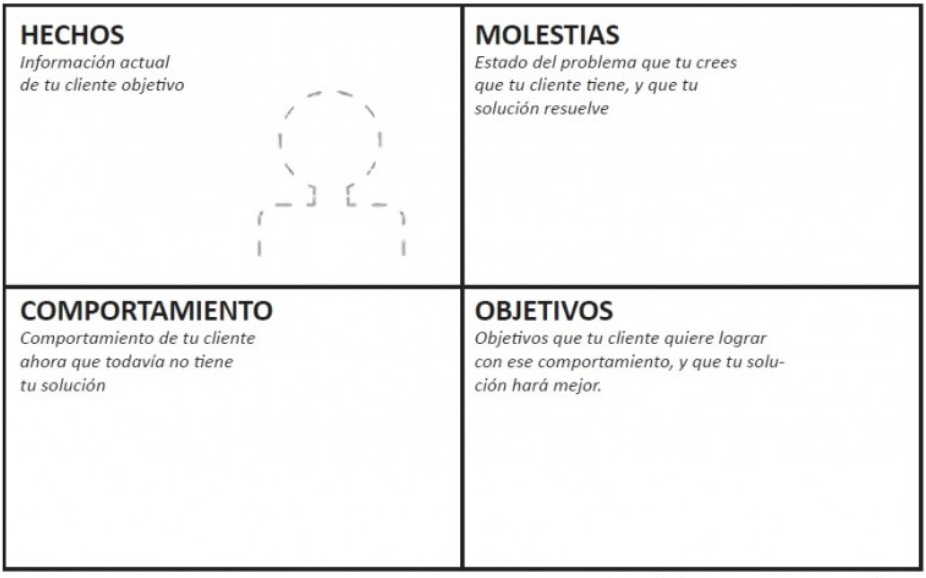 HECHOS
Información actual
de tu cliente objetivo
MOLESTIAS
Estado del problema que tu crees
que tu cliente tiene, y que tu
solución resuelve
COMPORTAMIENTO
Comportamiento de tu cliente
ahora que todavía no tiene
tu solución
OBJETIVOS
Objetivos que tu cliente quiere lograr
con ese comportamiento, y que tu solu-
ción hará mejor.